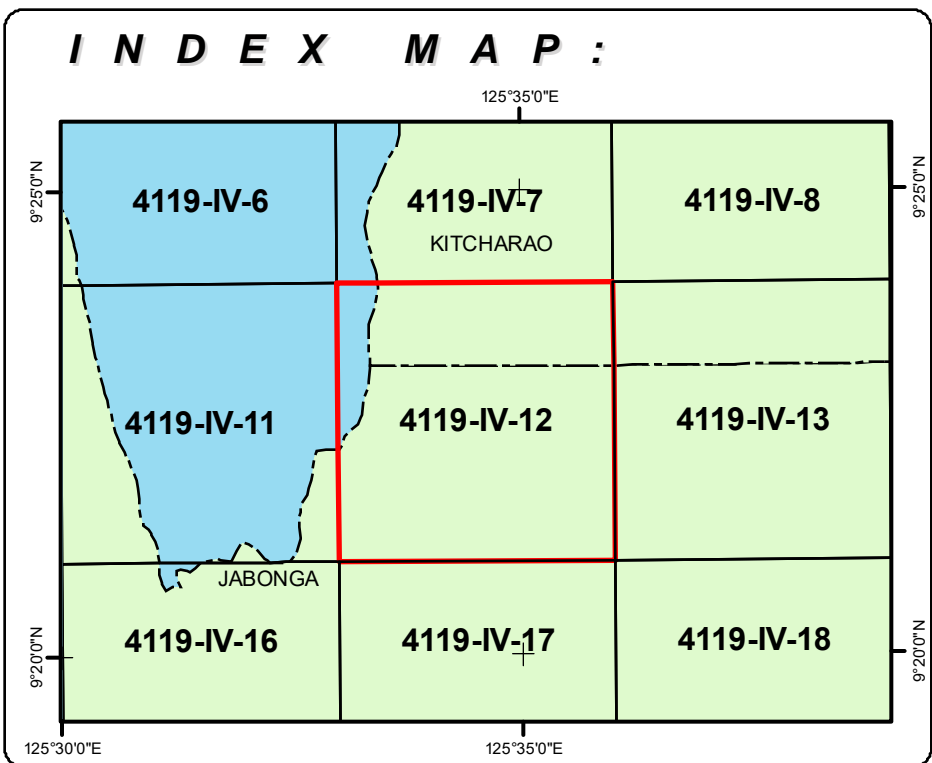 INDEX MAP:
125°35'0"E
9°25'0"N
9°25'0"N
4119-IV-6
4119-IV-7
4119-IV-8
KITCHARAO
4119-IV-11
4119-IV-12
4119-IV-13
JABONGA
4119-IV-16
4119-IV-17
4119-IV-18
9°20'0"N
9°20'0"N
125°30'0"E
125°35'0"E